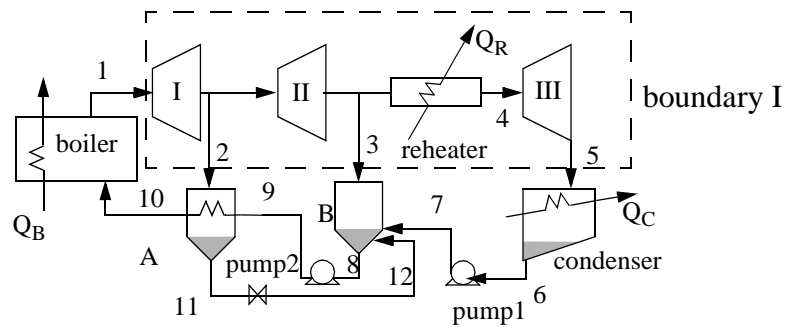 1
I
II
Q_R
III
boundary I
boiler
reheater
4
2
3
5
10
9
B
7
Q_B
Q_C
A
pump2
8
12
condenser
11
6
pump1